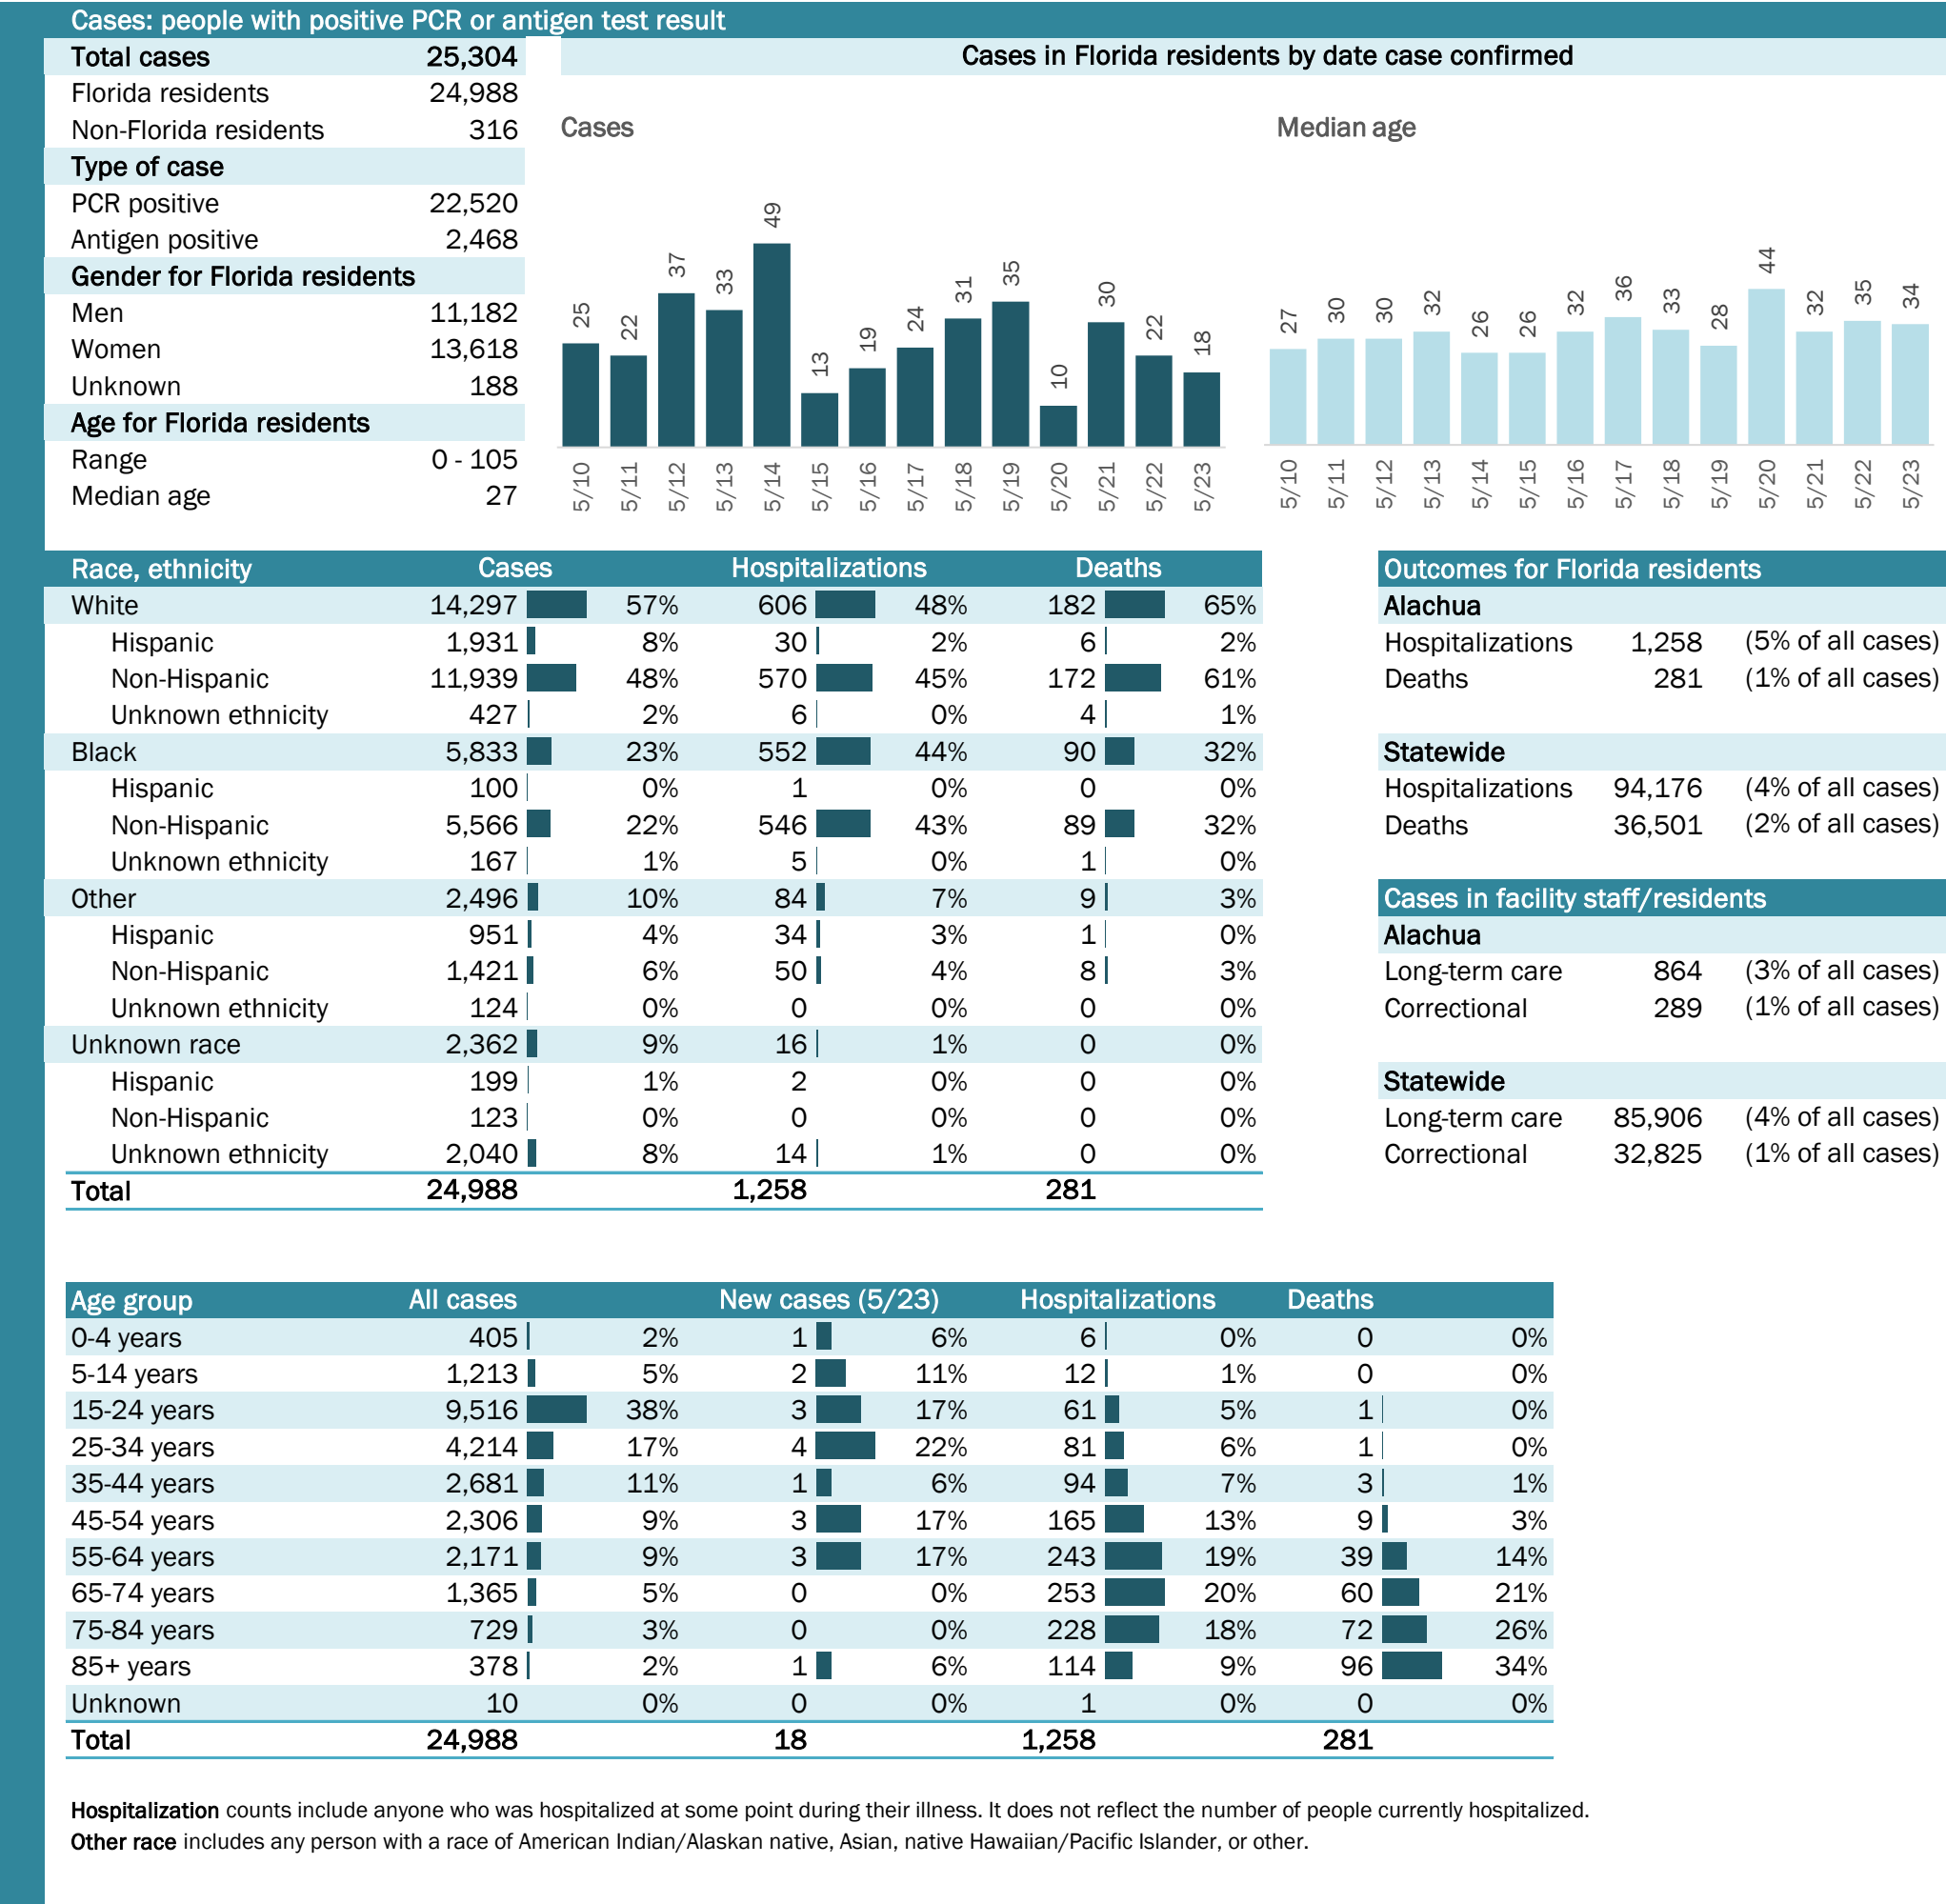 Cases: people with positive PCR or antigen test result
Total cases 25,304
Florida residents 24,988
Non-Florida residents 316
Type of case
PCR positive 22,520
Antigen positive 2,468
Gender for Florida residents
Men 11,182
Women 13,618
Unknown 188
Age for Florida residents
Range 0 - 105
Median age 27
Cases in Florida residents by date case confirmed
Cases
25 22 37 33 49 13 19 24 31 35 10 30 22 18
5/10 5/11 5/12 5/13 5/14 5/15 5/16 5/17 5/18 5/19 5/20 5/21 5/22 5/23
Median age
27 30 30 32 26 26 32 36 33 28 44 32 35 34
5/10 5/11 5/12 5/13 5/14 5/15 5/16 5/17 5/18 5/19 5/20 5/21 5/22 5/23
Race, ethnicity Cases Hospitalizations Deaths
White 14,297 57% 606 48% 182 65%
Hispanic 1,931 8% 30 2% 6 2%
Non-Hispanic 11,939 48% 570 45% 172 61%
Unknown ethnicity 427 2% 6 0% 4 1%
Black 5,833 23% 552 44% 90 32%
Hispanic 100 0% 1 0% 0 0%
Non-Hispanic 5,566 22% 546 43% 89 32%
Unknown ethnicity 167 1% 5 0% 1 0%
Other 2,496 10% 84 7% 9 3%
Hispanic 951 4% 34 3% 1 0%
Non-Hispanic 1,421 6% 50 4% 8 3%
Unknown ethnicity 124 0% 0 0% 0 0%
Unknown race 2,362 9% 16 1% 0 0%
Hispanic 199 1% 2 0% 0 0%
Non-Hispanic 123 0% 0 0% 0 0%
Unknown ethnicity 2,040 8% 14 1% 0 0%
Total 24,988 1,258 281
Outcomes for Florida residents
Alachua
Hospitalizations 1,258 (5% of all cases)
Deaths 281 (1% of all cases)
Statewide
Hospitalizations 94,176 (4% of all cases)
Deaths 36,501 (2% of all cases)
Cases in facility staff/residents
Alachua
Long-term care 864 (3% of all cases)
Correctional 289 (1% of all cases)
Statewide
Long-term care 85,906 (4% of all cases)
Correctional 32,825 (1% of all cases)
Age group All cases New cases (5/23) Hospitalizations Deaths
0-4 years 405 2% 1 6% 6 0% 0 0%
5-14 years 1,213 5% 2 11% 12 1% 0 0%
15-24 years 9,516 38% 3 17% 61 5% 1 0%
25-34 years 4,214 17% 4 22% 81 6% 1 0%
35-44 years 2,681 11% 1 6% 94 7% 3 1%
45-54 years 2,306 9% 3 17% 165 13% 9 3%
55-64 years 2,171 9% 3 17% 243 19% 39 14%
65-74 years 1,365 5% 0 0% 253 20% 60 21%
75-84 years 729 3% 0 0% 228 18% 72 26%
85+ years 378 2% 1 6% 114 9% 96 34%
Unknown 10 0% 0 0% 1 0% 0 0%
Total 24,988 18 1,258 281
Hospitalization counts include anyone who was hospitalized at some point during their illness. It does not reflect the number of people currently hospitalized.
Other race includes any person with a race of American Indian/Alaskan native, Asian, native Hawaiian/Pacific Islander, or other.